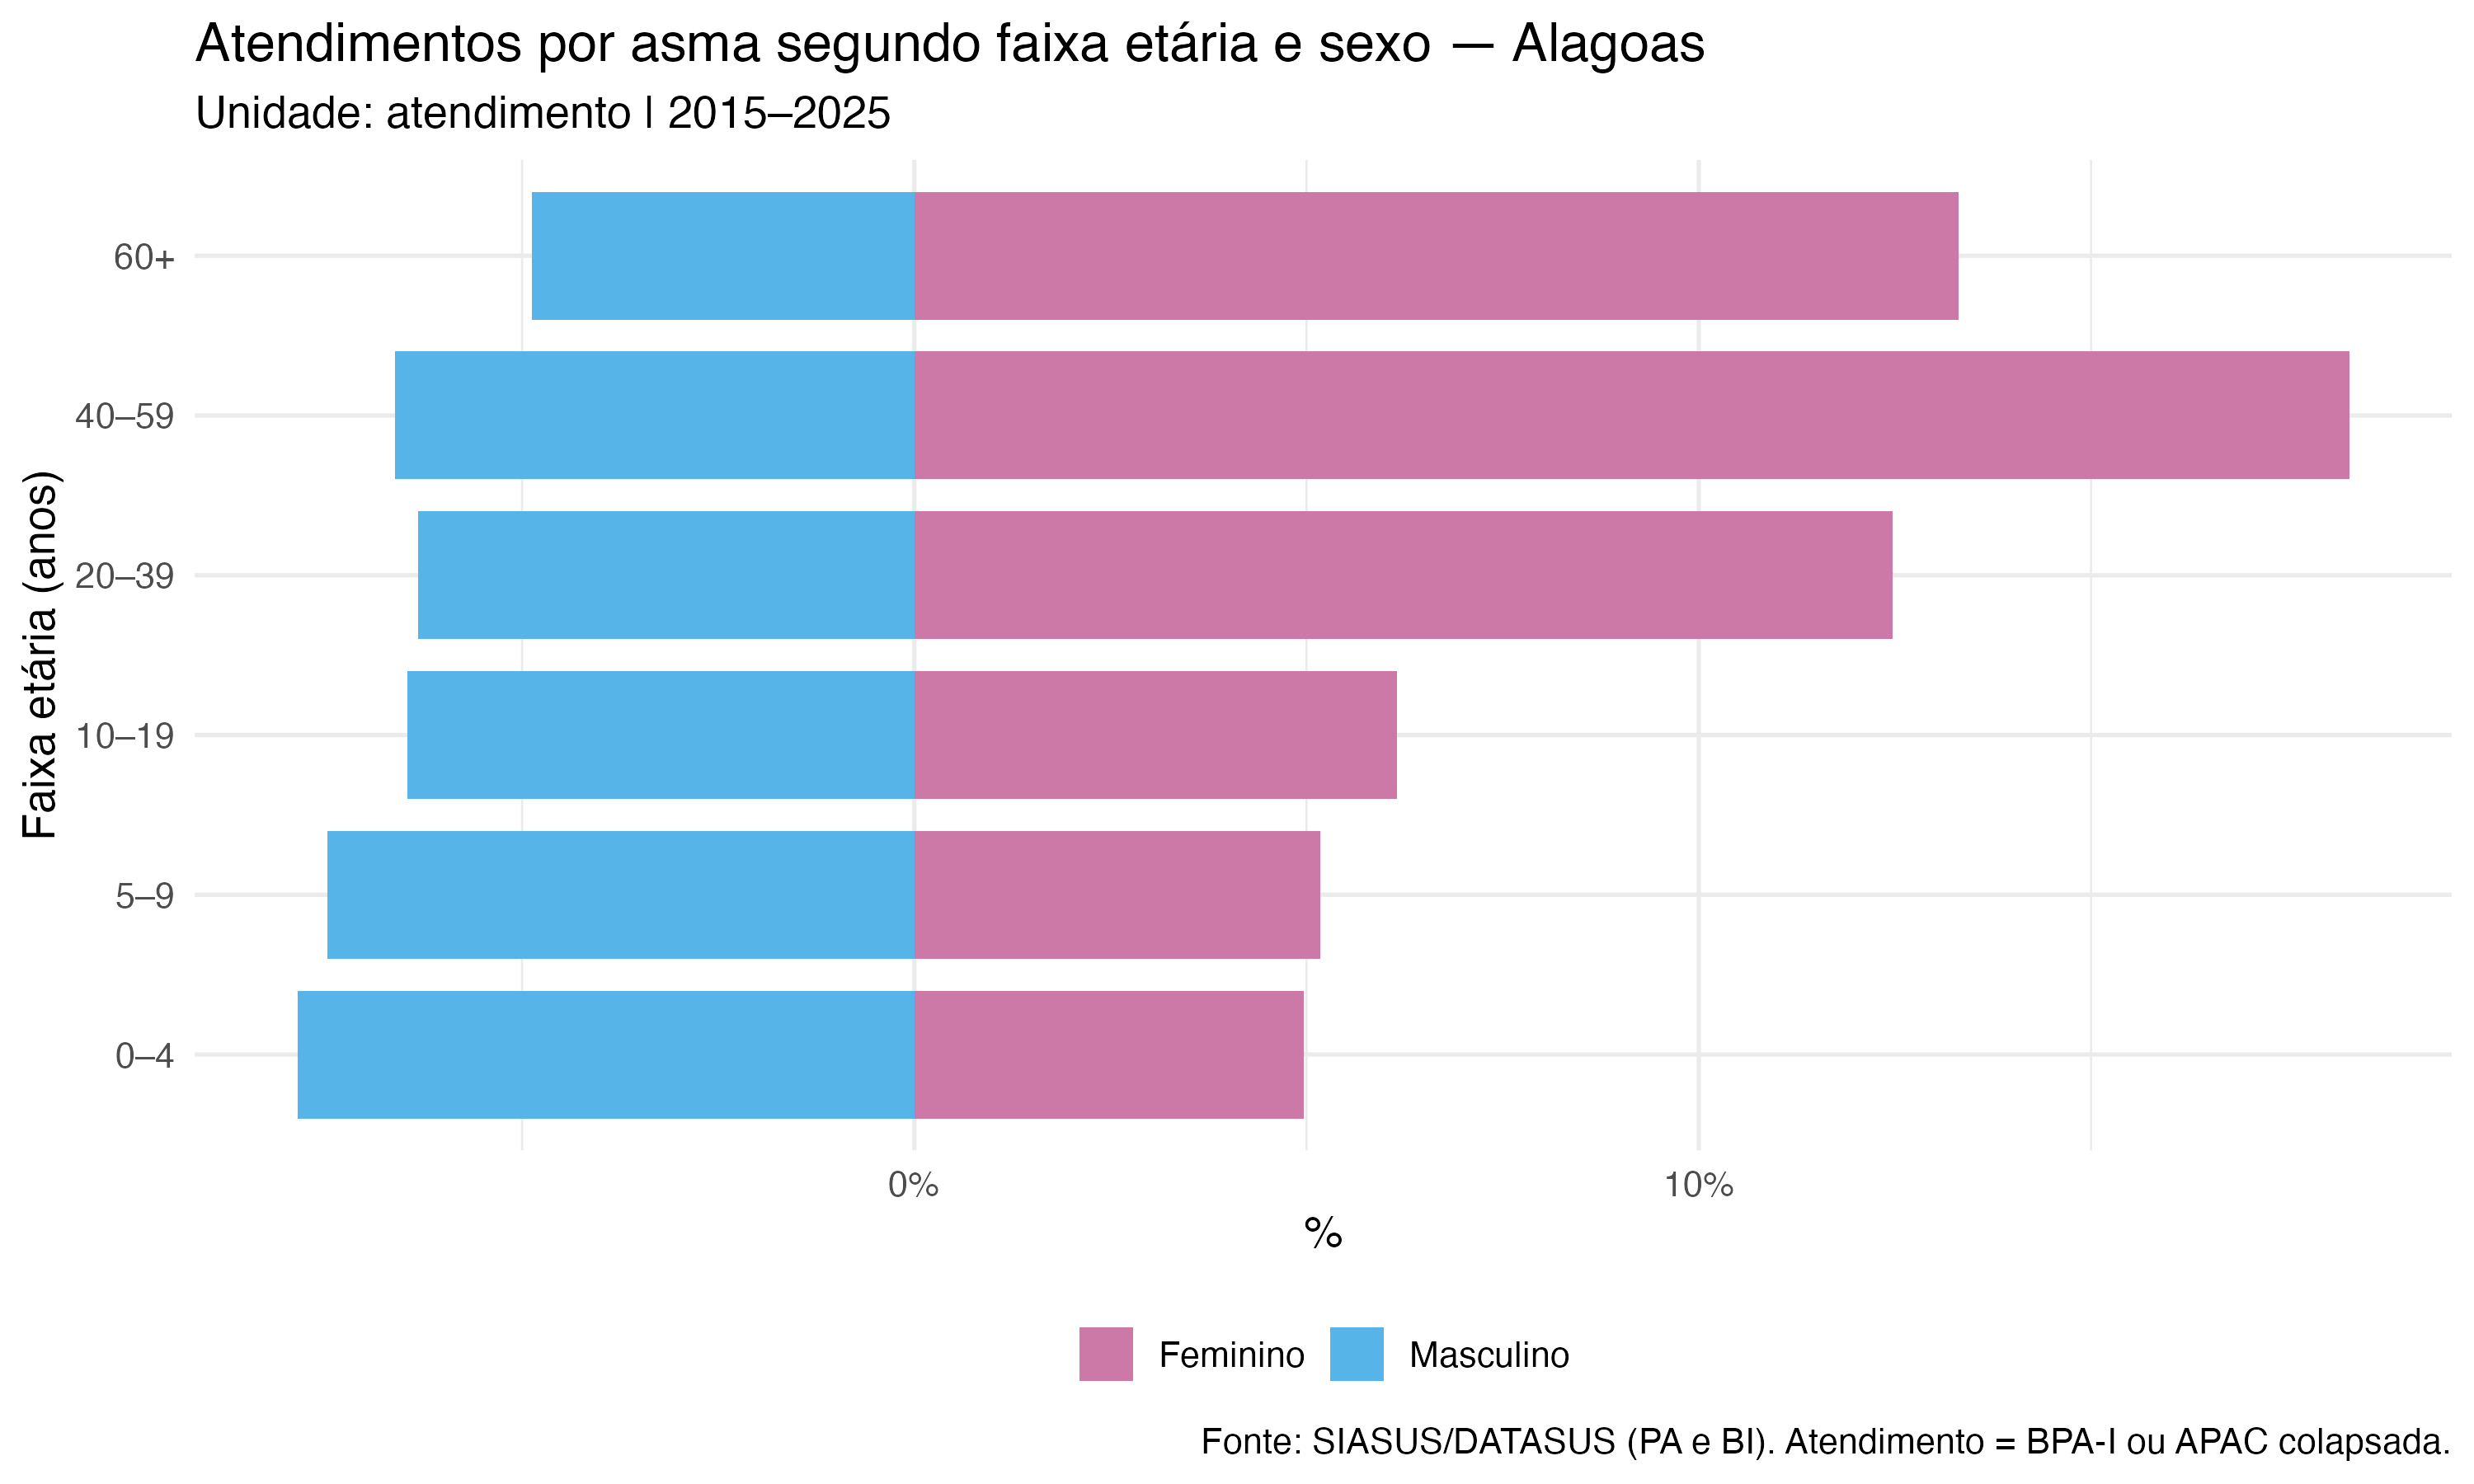 Atendimentos por asma segundo faixa etária e sexo — Alagoas
Unidade: atendimento | 2015–2025
Faixa etária (anos)
60+
40–59
20–39
10–19
5–9
0–4
0%
10%
%
Feminino
Masculino
Fonte: SIASUS/DATASUS (PA e BI). Atendimento = BPA-I ou APAC colapsada.